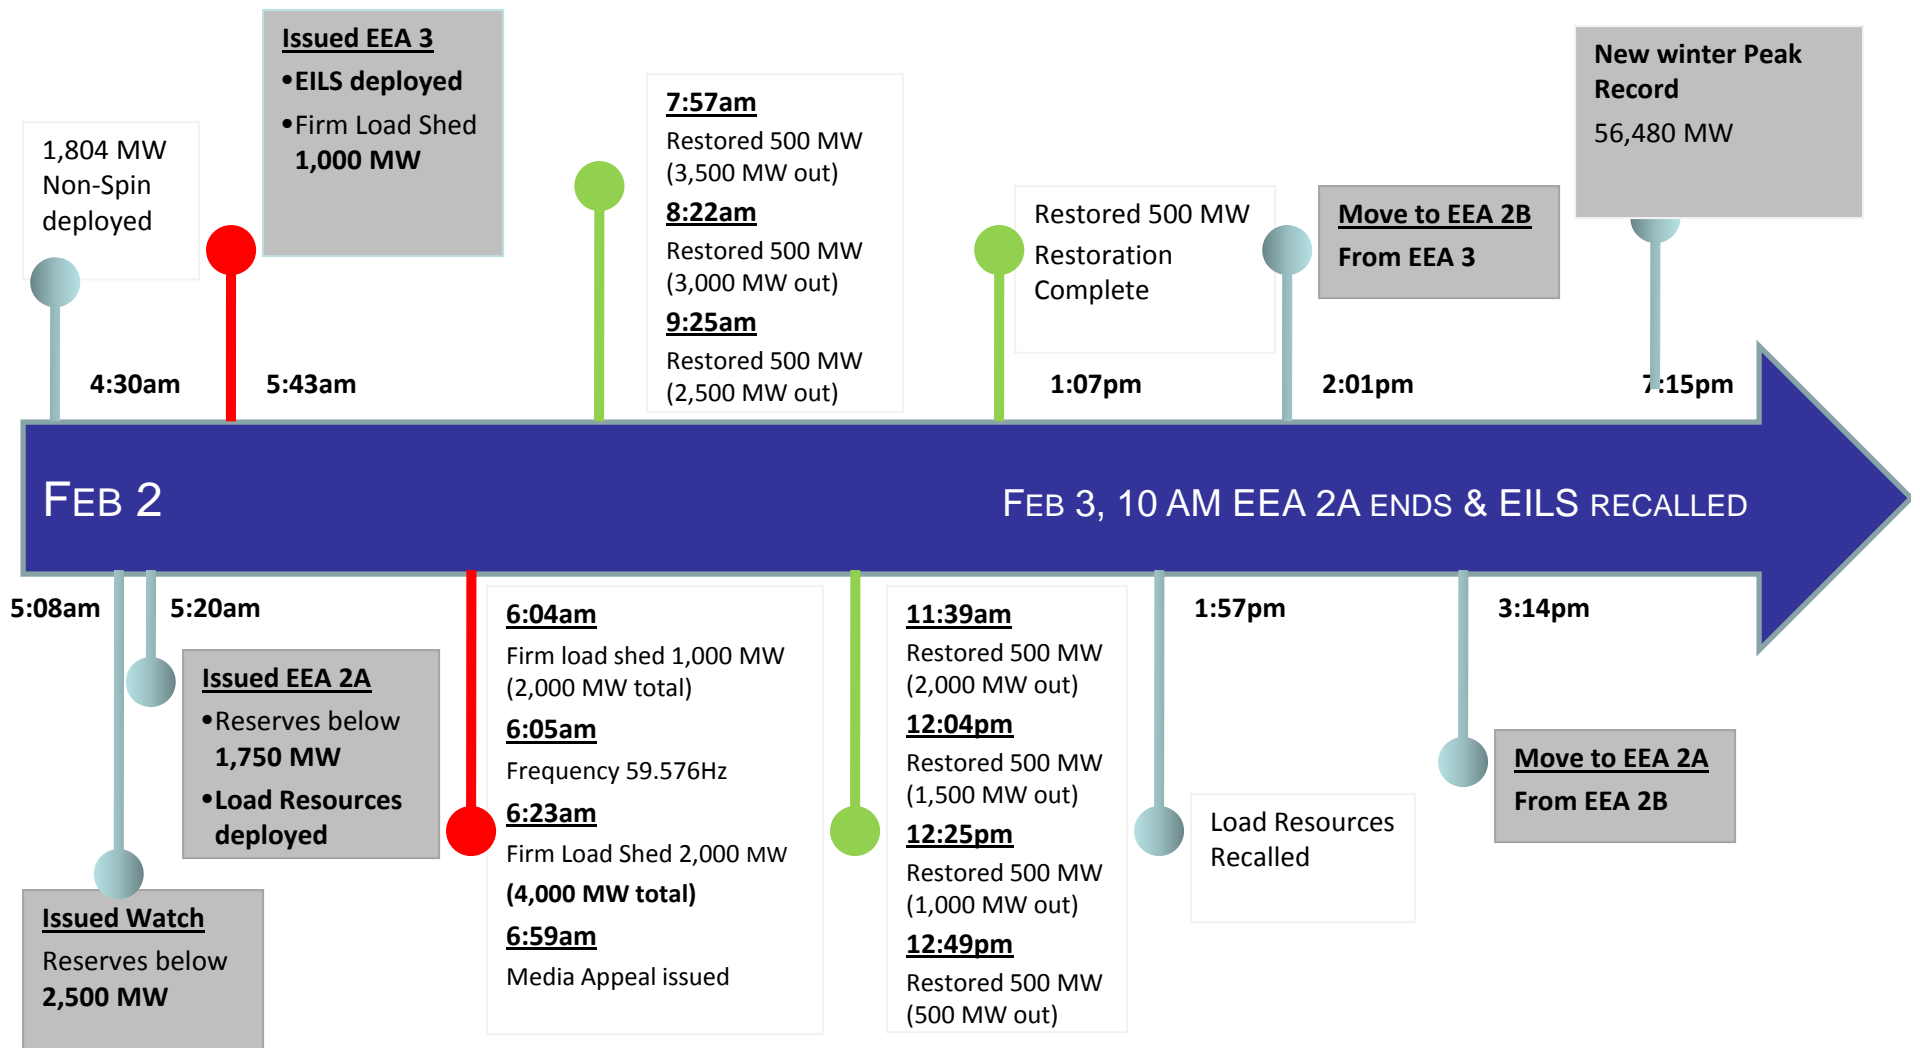 1,804 MW
Non-Spin
deployed
4:30am
Issued EEA 3
•EILS deployed
•Firm Load Shed
1,000 MW
5:43am
7:57am
Restored 500 MW
(3,500 MW out)
8:22am
Restored 500 MW
(3,000 MW out)
9:25am
Restored 500 MW
(2,500 MW out)
Restored 500 MW
Restoration
Complete
1:07pm
Move to EEA 2B
From EEA 3
2:01pm
New winter Peak
Record
56,480 MW
7:15pm
FEB 2
FEB 3, 10 AM EEA 2A ENDS & EILS RECALLED
5:08am
Issued Watch
Reserves below
2,500 MW
5:20am
Issued EEA 2A
•Reserves below
1,750 MW
•Load Resources
deployed
6:04am
Firm load shed 1,000 MW
(2,000 MW total)
6:05am
Frequency 59.576Hz
6:23am
Firm Load Shed 2,000 MW
(4,000 MW total)
6:59am
Media Appeal issued
11:39am
Restored 500 MW
(2,000 MW out)
12:04pm
Restored 500 MW
(1,500 MW out)
12:25pm
Restored 500 MW
(1,000 MW out)
12:49pm
Restored 500 MW
(500 MW out)
1:57pm
Load Resources
Recalled
3:14pm
Move to EEA 2A
From EEA 2B